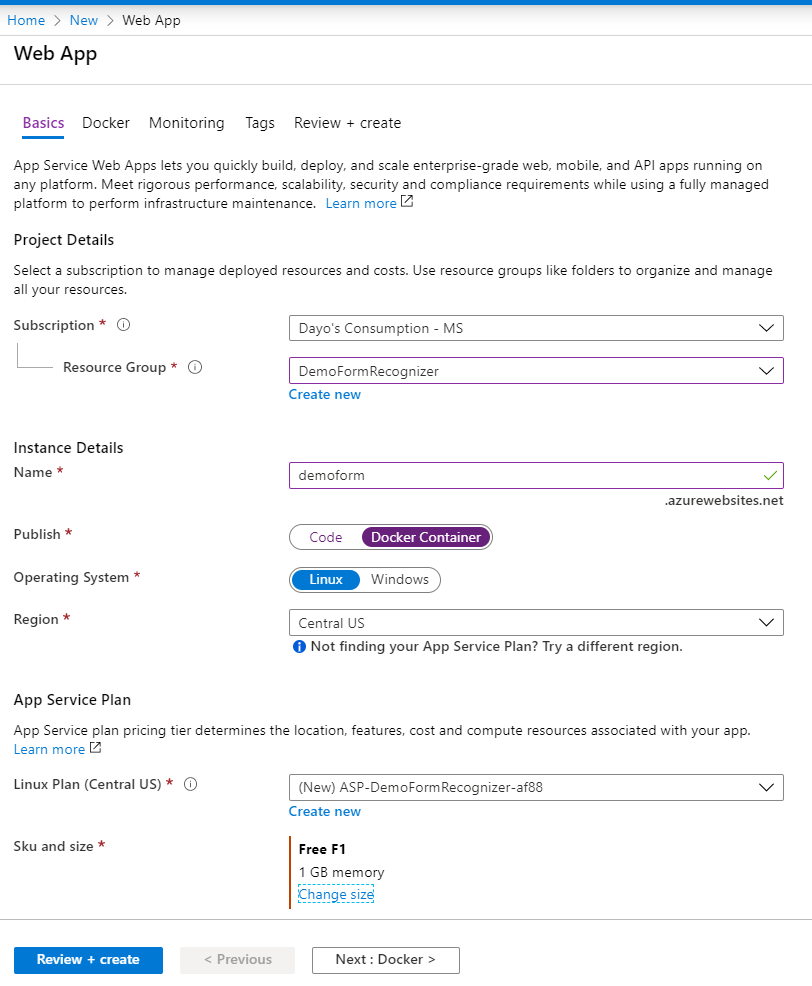 Home > New > Web App
Web App
Basics Docker Monitoring Tags Review + create
App Service Web Apps lets you quickly build, deploy, and scale enterprise-grade web, mobile, and API apps running on
any platform. Meet rigorous performance, scalability, security and compliance requirements while using a fully managed
platform to perform infrastructure maintenance. Learn more
Project Details
Select a subscription to manage deployed resources and costs. Use resource groups like folders to organize and manage
all your resources.
Subscription * Dayo's Consumption - MS
Resource Group * DemoFormRecognizer
Create new
Instance Details
Name * demoform
.azurewebsites.net
Publish * Code Docker Container
Operating System * Linux Windows
Region * Central US
Not finding your App Service Plan? Try a different region.
App Service Plan
App Service plan pricing tier determines the location, features, cost and compute resources associated with your app.
Learn more
Linux Plan (Central US) * (New) ASP-DemoFormRecognizer-af88
Create new
Sku and size * Free F1
1 GB memory
Change size
Review + create < Previous Next : Docker >